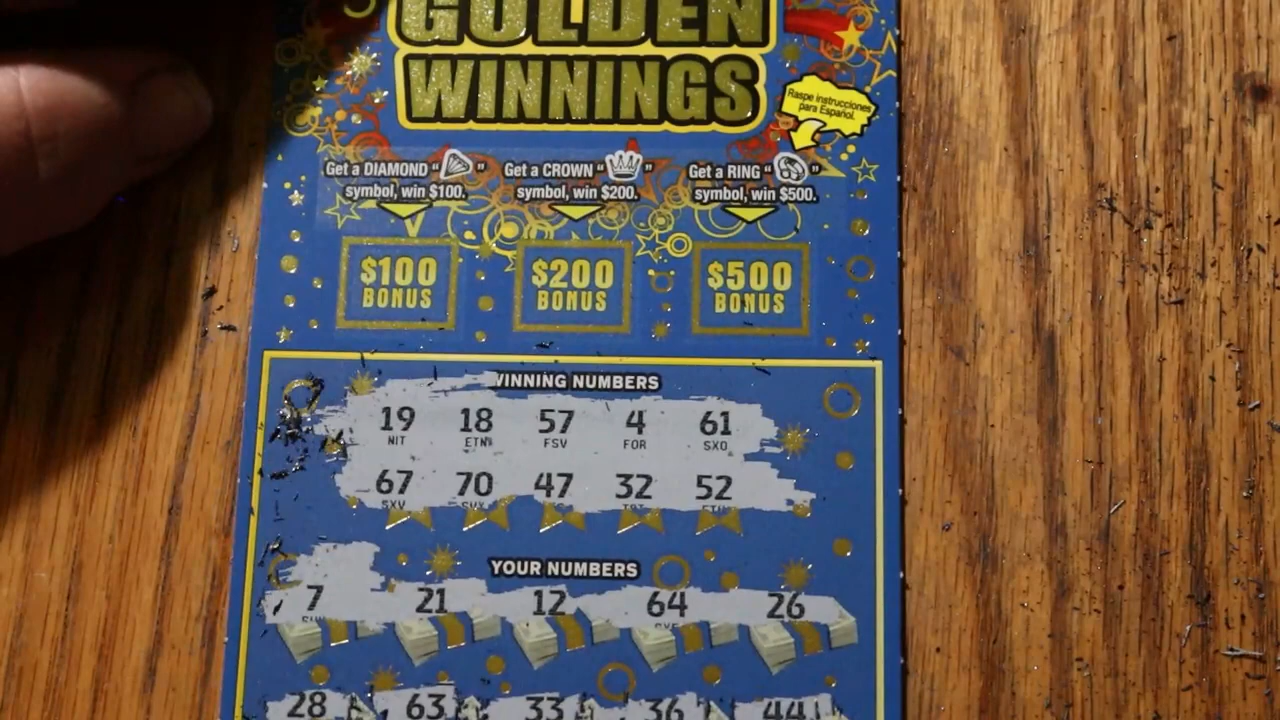 GOLDEN
WINNINGS
Raspe instrucciones
para Español.
Get a DIAMOND " "
symbol, win $100.
Get a CROWN " "
symbol, win $200.
Get a RING " "
symbol, win $500.
$100
BONUS
$200
BONUS
$500
BONUS
WINNING NUMBERS
19 18 57 4 61
NIT ETN FSV FOR SXO
67 70 47 32 52
SXV
YOUR NUMBERS
7 21 12 64 26
28 63 33 36 44